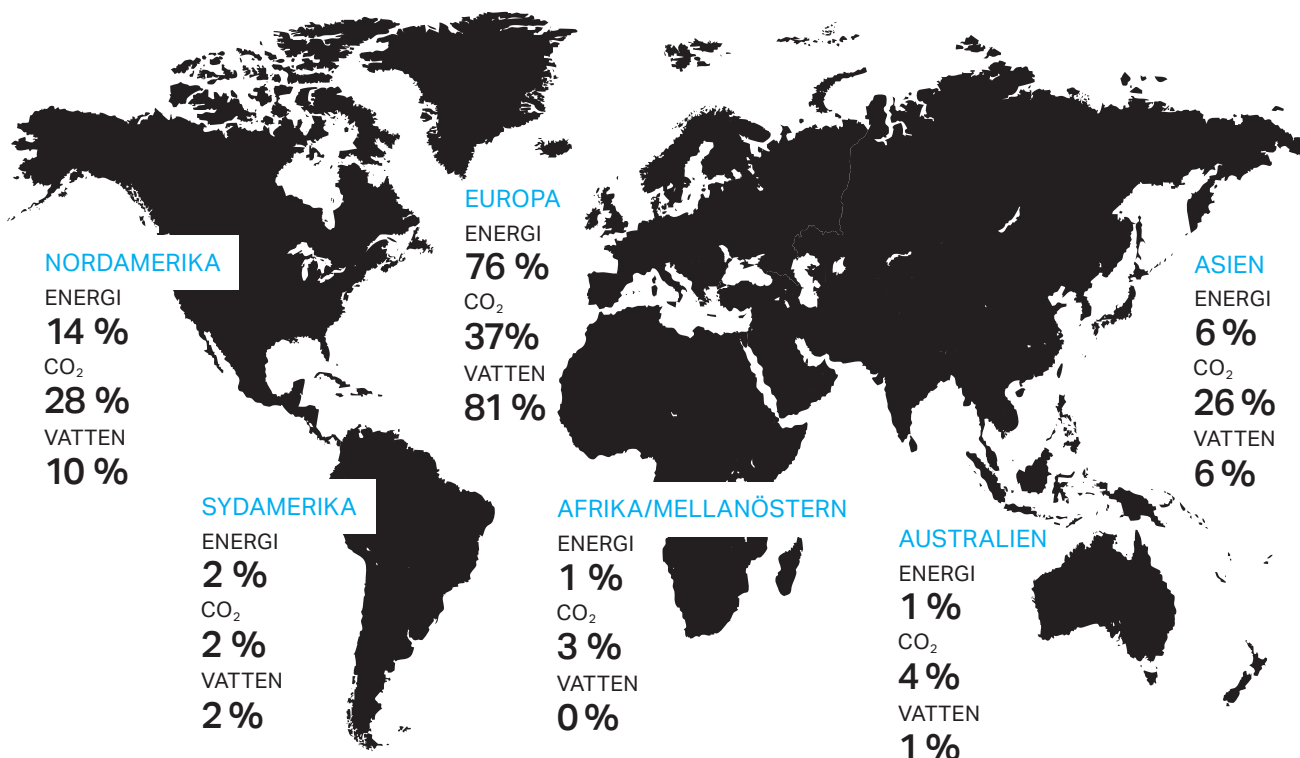 NORDAMERIKA
ENERGI
14 %
CO₂
28 %
VATTEN
10 %
EUROPA
ENERGI
76 %
CO₂
37%
VATTEN
81 %
ASIEN
ENERGI
6 %
CO₂
26 %
VATTEN
6 %
SYDAMERIKA
ENERGI
2 %
CO₂
2 %
VATTEN
2 %
AFRIKA/MELLANÖSTERN
ENERGI
1 %
CO₂
3 %
VATTEN
0 %
AUSTRALIEN
ENERGI
1 %
CO₂
4 %
VATTEN
1 %